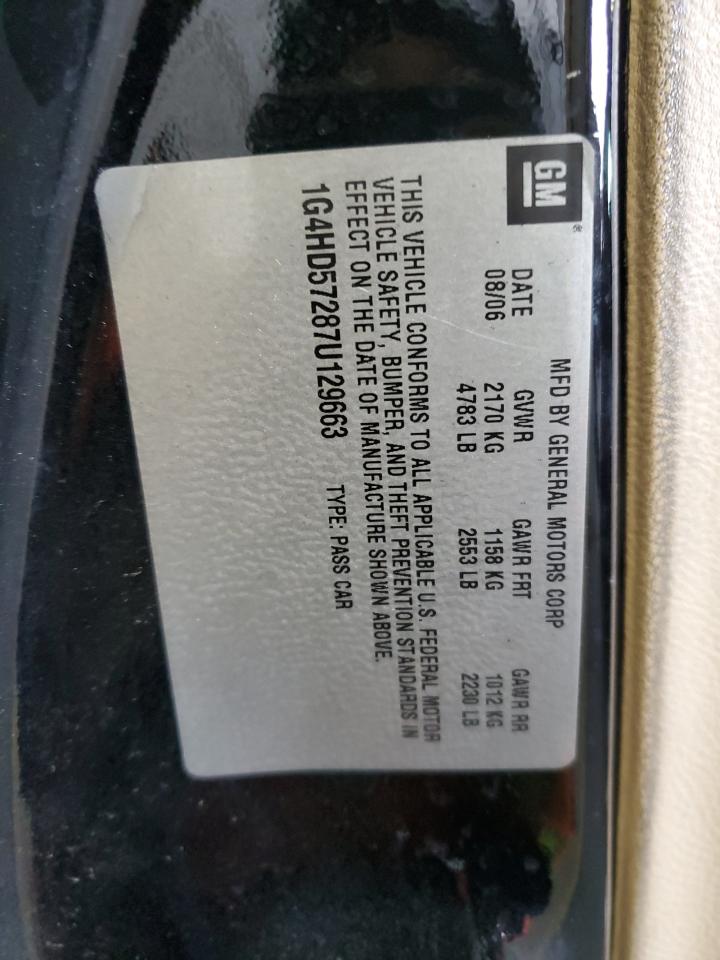 GM
MFD BY GENERAL MOTORS CORP
DATE GVWR GAWR FRT GAWR RR
08/06 2170 KG 1158 KG 1012 KG
4783 LB 2553 LB 2230 LB
THIS VEHICLE CONFORMS TO ALL APPLICABLE U.S. FEDERAL MOTOR
VEHICLE SAFETY, BUMPER, AND THEFT PREVENTION STANDARDS IN
EFFECT ON THE DATE OF MANUFACTURE SHOWN ABOVE.
1G4HD57287U129663 TYPE: PASS CAR